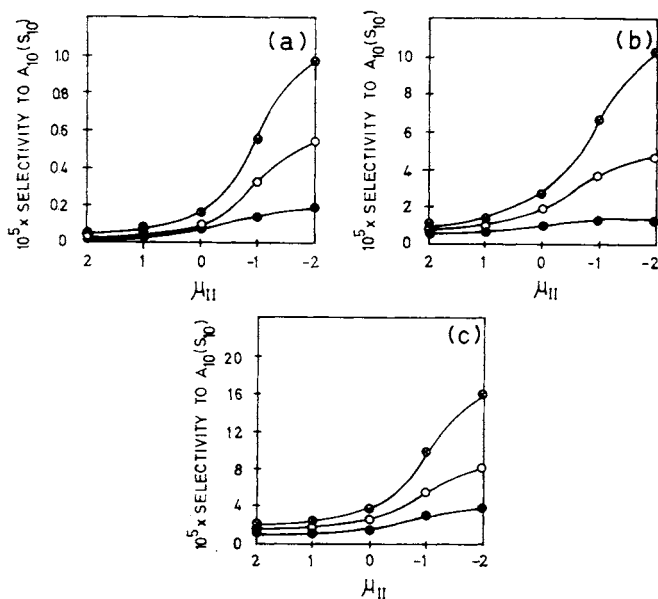 (a)
10⁵ x SELECTIVITY TO A₁₀(S₁₀)
1.0
0.8
0.6
0.4
0.2
0
2 1 0 -1 -2
μII
(b)
10⁵ x SELECTIVITY TO A₁₀(S₁₀)
10
8
6
4
2
0
2 1 0 -1 -2
μII
(c)
10⁵ x SELECTIVITY TO A₁₀(S₁₀)
20
16
12
8
4
0
2 1 0 -1 -2
μII